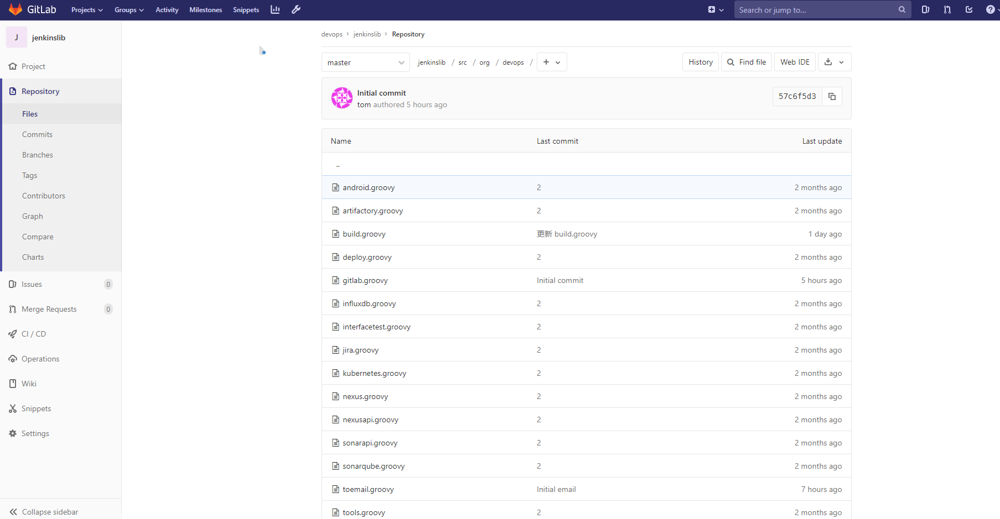 GitLab Projects Groups Activity Milestones Snippets Search or jump to...
J jenkinslib
Project
Repository
Files
Commits
Branches
Tags
Contributors
Graph
Compare
Charts
Issues 0
Merge Requests 0
CI / CD
Operations
Wiki
Snippets
Settings
Collapse sidebar
devops > jenkinslib > Repository
master jenkinslib / src / org / devops / + History Find file Web IDE
Initial commit
tom authored 5 hours ago
57c6f5d3
Name Last commit Last update
..
android.groovy 2 2 months ago
artifactory.groovy 2 2 months ago
build.groovy 更新 build.groovy 1 day ago
deploy.groovy 2 2 months ago
gitlab.groovy Initial commit 5 hours ago
influxdb.groovy 2 2 months ago
interfacetest.groovy 2 2 months ago
jira.groovy 2 2 months ago
kubernetes.groovy 2 2 months ago
nexus.groovy 2 2 months ago
nexusapi.groovy 2 2 months ago
sonarapi.groovy 2 2 months ago
sonarqube.groovy 2 2 months ago
toemail.groovy Initial email 7 hours ago
tools.groovy 2 2 months ago